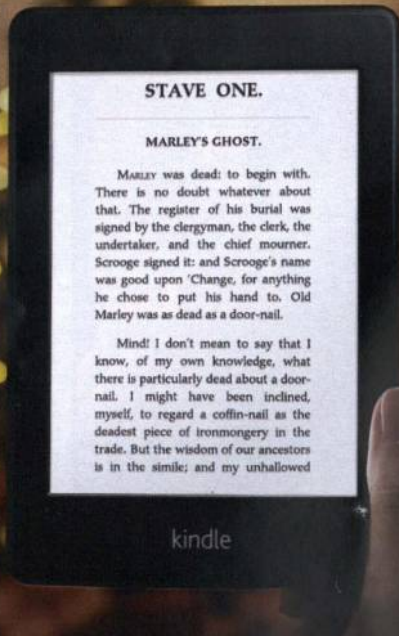 STAVE ONE.
MARLEY'S GHOST.
MARLEY was dead: to begin with.
There is no doubt whatever about
that. The register of his burial was
signed by the clergyman, the clerk, the
undertaker, and the chief mourner.
Scrooge signed it: and Scrooge's name
was good upon 'Change, for anything
he chose to put his hand to. Old
Marley was as dead as a door-nail.
Mind! I don't mean to say that I
know, of my own knowledge, what
there is particularly dead about a door-
nail. I might have been inclined,
myself, to regard a coffin-nail as the
deadest piece of ironmongery in the
trade. But the wisdom of our ancestors
is in the simile; and my unhallowed
kindle